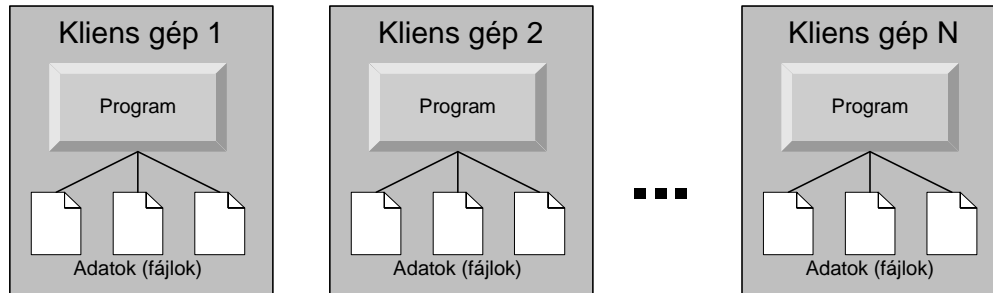 Kliens gép 1
Program
Adatok (fájlok)
Kliens gép 2
Program
Adatok (fájlok)
Kliens gép N
Program
Adatok (fájlok)